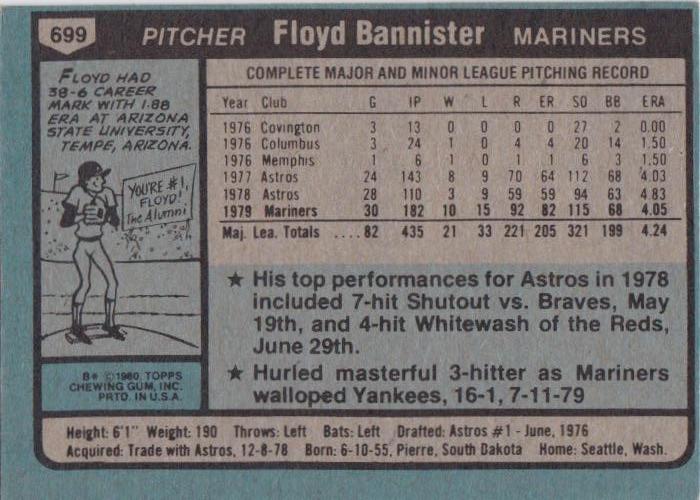 699 PITCHER Floyd Bannister MARINERS
FLOYD HAD
38-6 CAREER
MARK WITH 1.88
ERA AT ARIZONA
STATE UNIVERSITY,
TEMPE, ARIZONA.
YOU'RE #1,
FLOYD!
The Alumni
B* © 1980, TOPPS
CHEWING GUM, INC.
PRTD. IN U.S.A.
COMPLETE MAJOR AND MINOR LEAGUE PITCHING RECORD
Year Club G IP W L R ER SO BB ERA
1976 Covington 3 13 0 0 0 0 27 2 0.00
1976 Columbus 3 24 1 0 4 4 20 14 1.50
1976 Memphis 1 6 1 0 1 1 6 3 1.50
1977 Astros 24 143 8 9 70 64 112 68 4.03
1978 Astros 28 110 3 9 59 59 94 63 4.83
1979 Mariners 30 182 10 15 92 82 115 68 4.05
Maj. Lea. Totals ....82 435 21 33 221 205 321 199 4.24
★ His top performances for Astros in 1978
included 7-hit Shutout vs. Braves, May
19th, and 4-hit Whitewash of the Reds,
June 29th.
★ Hurled masterful 3-hitter as Mariners
walloped Yankees, 16-1, 7-11-79
Height: 6'1" Weight: 190 Throws: Left Bats: Left Drafted: Astros #1 - June, 1976
Acquired: Trade with Astros, 12-8-78 Born: 6-10-55, Pierre, South Dakota Home: Seattle, Wash.